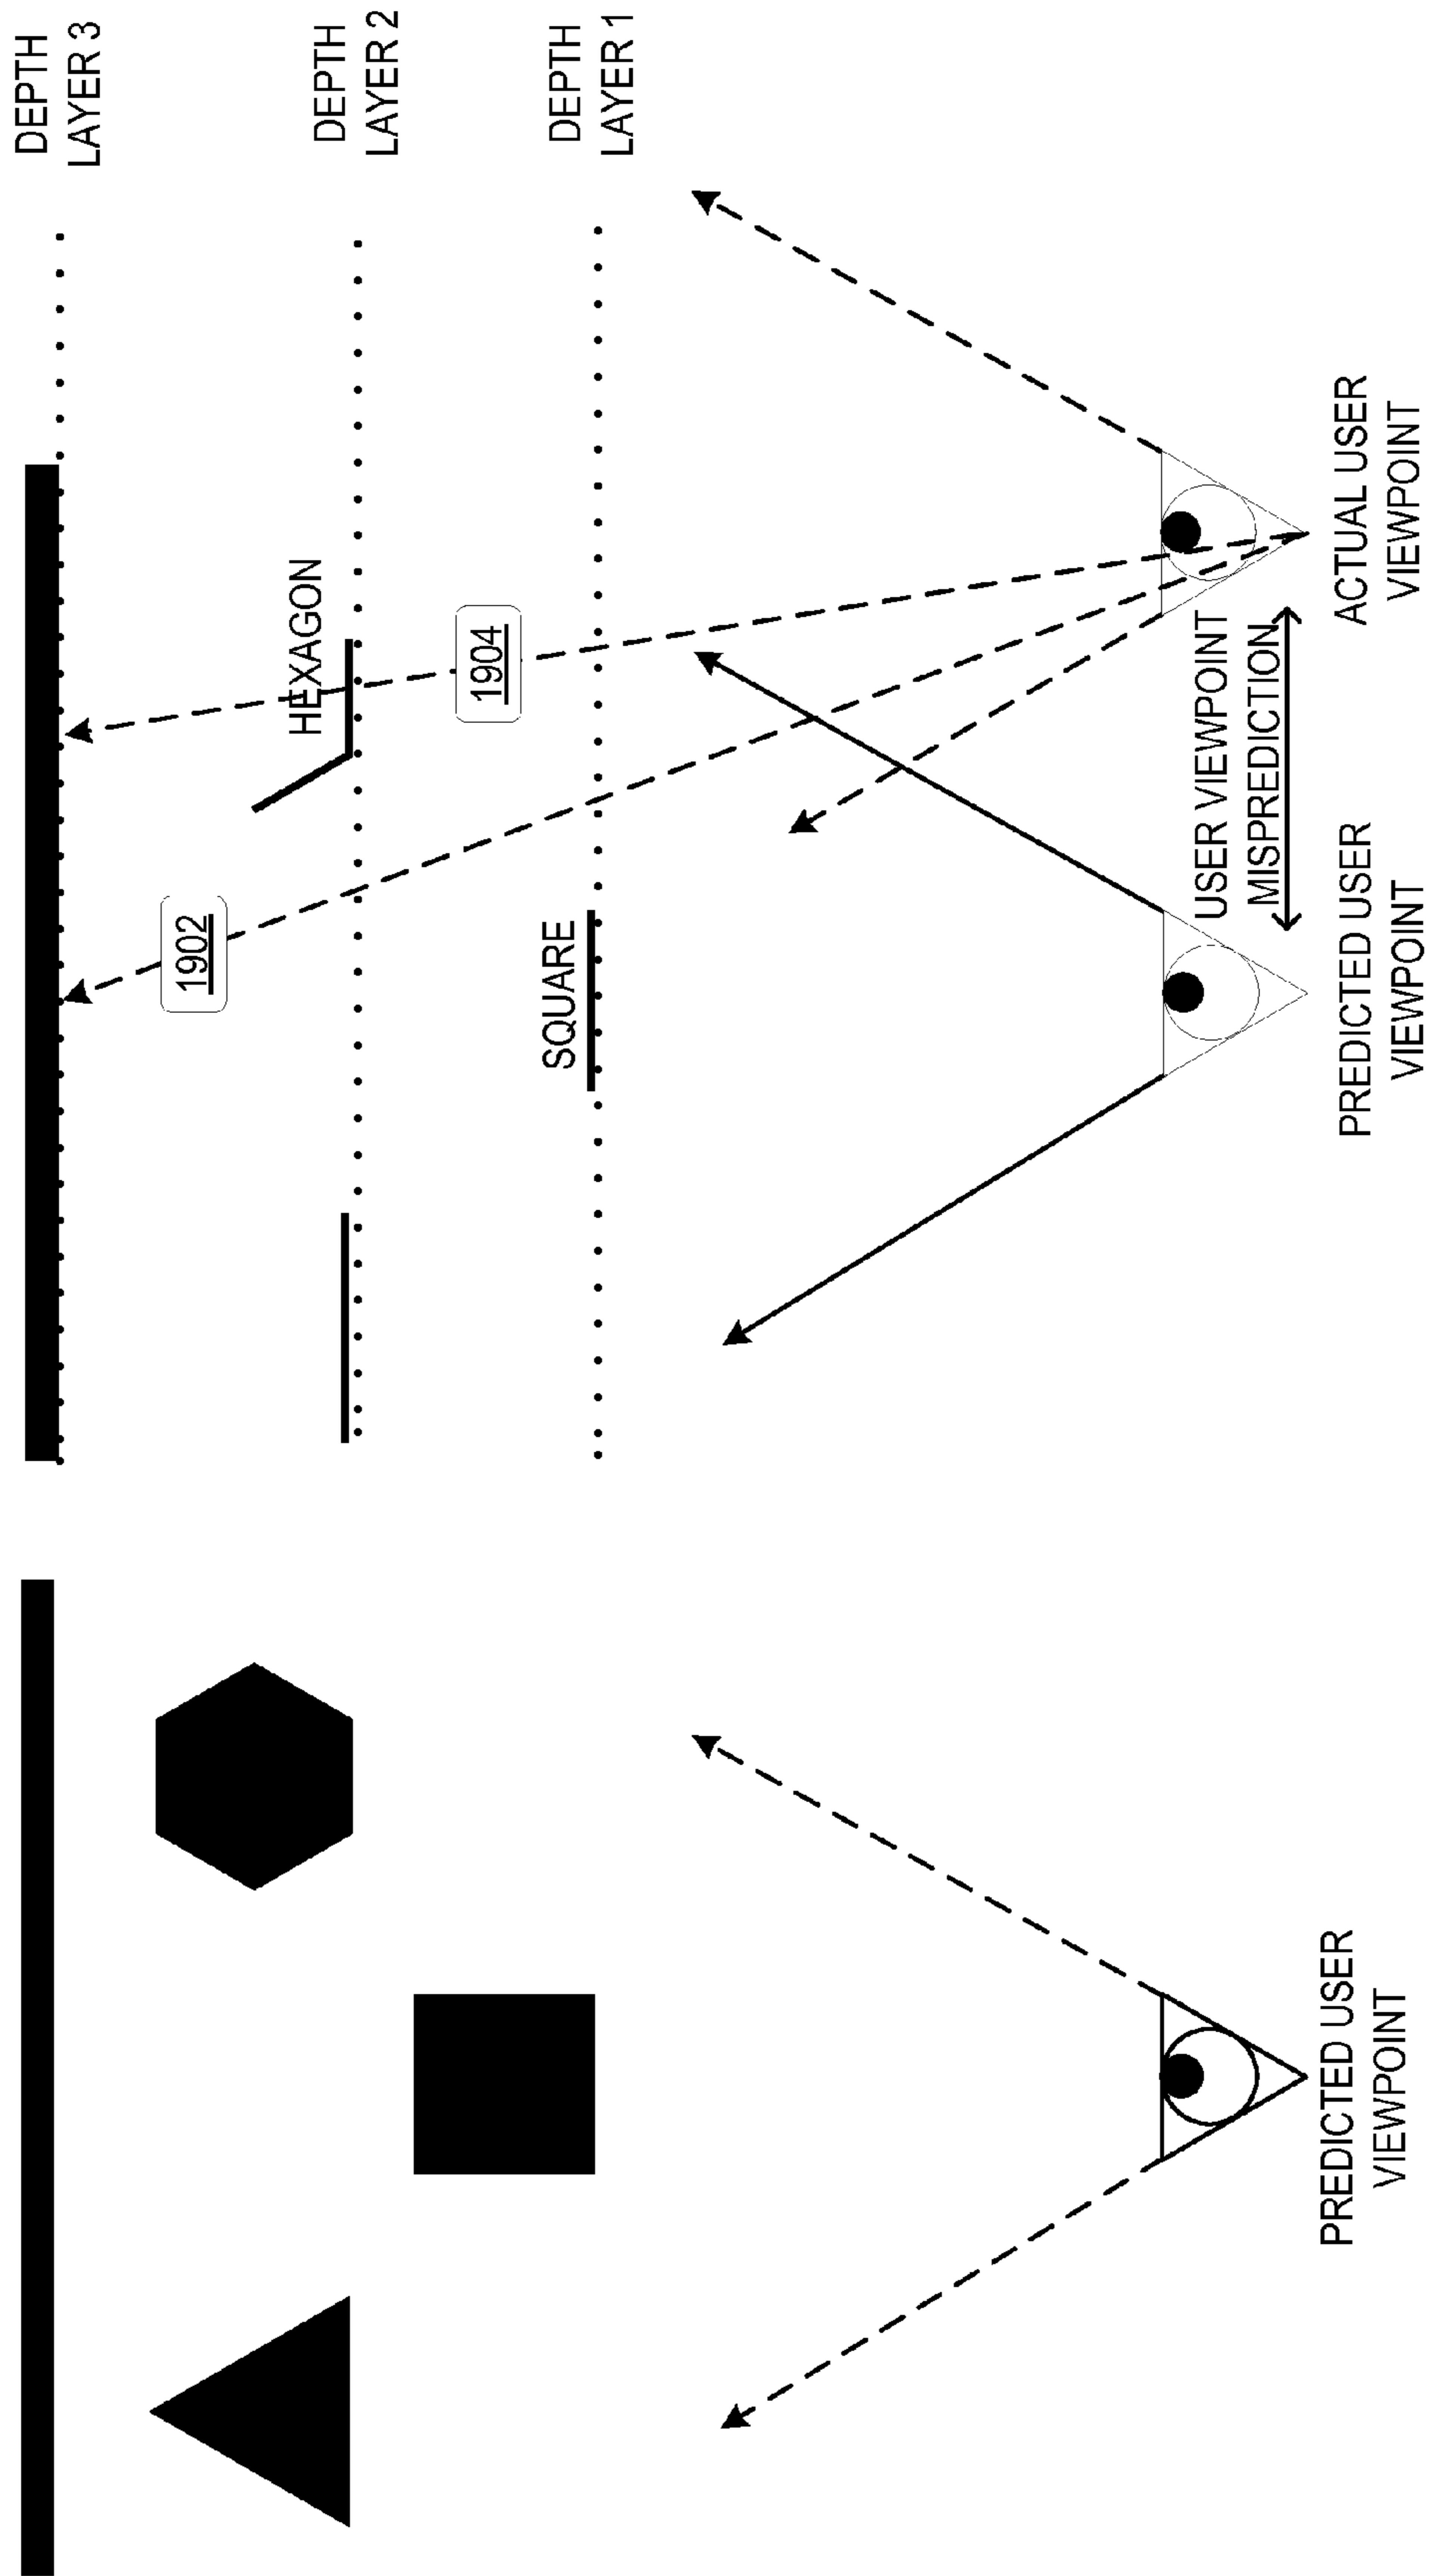 DEPTH
LAYER 3
DEPTH
LAYER 2
DEPTH
LAYER 1
HEXAGON
1902
1904
SQUARE
USER VIEWPOINT
MISPREDICTION
PREDICTED USER
VIEWPOINT
PREDICTED USER
VIEWPOINT
ACTUAL USER
VIEWPOINT